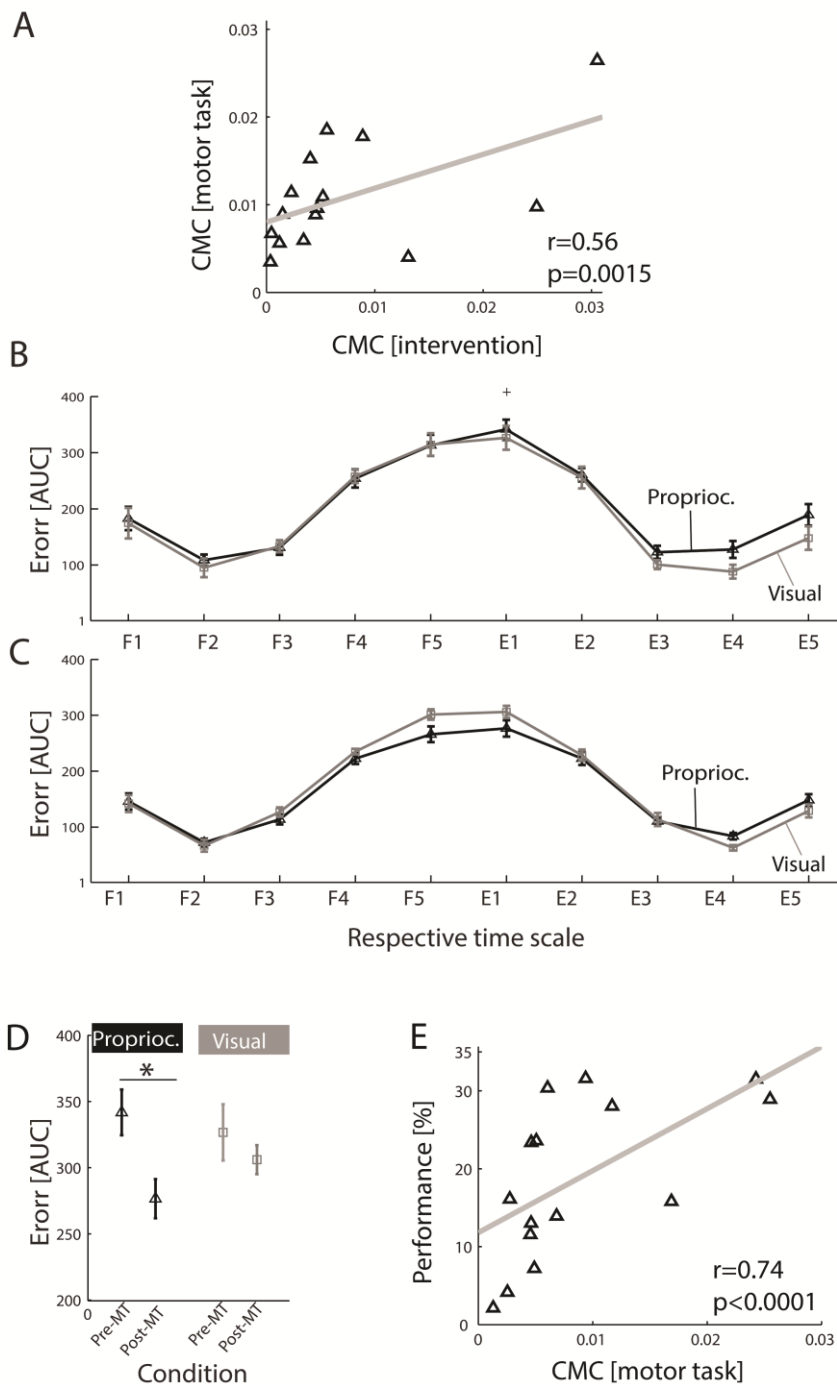 A
0.03
0.02
0.01
0
CMC [motor task]
r=0.56
p=0.0015
0
0.01
0.02
0.03
CMC [intervention]
B
400
300
200
100
1
Erorr [AUC]
+
Proprioc.
Visual
F1 F2 F3 F4 F5 E1 E2 E3 E4 E5
C
400
300
200
100
1
Erorr [AUC]
Proprioc.
Visual
F1 F2 F3 F4 F5 E1 E2 E3 E4 E5
Respective time scale
D
400
350
300
250
200
0
Erorr [AUC]
Proprioc. Visual
*
Pre-MT Post-MT Pre-MT Post-MT
Condition
E
35
30
20
10
0
Performance [%]
r=0.74
p<0.0001
0 0.01 0.02 0.03
CMC [motor task]